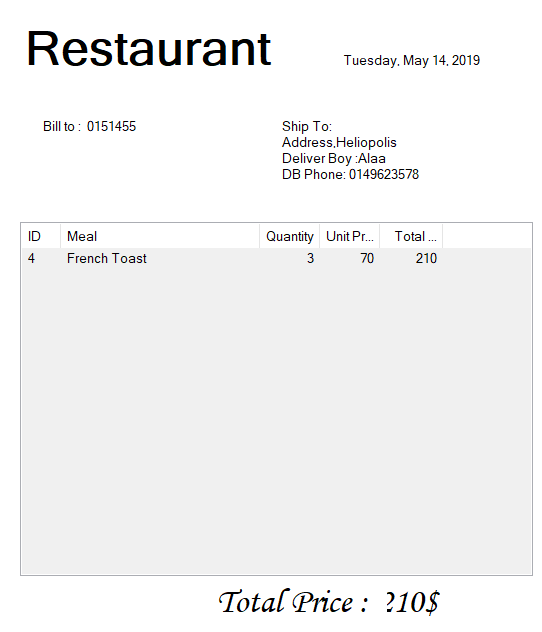 Restaurant
Tuesday, May 14, 2019
Bill to : 0151455
Ship To:
Address,Heliopolis
Deliver Boy :Alaa
DB Phone: 0149623578
ID Meal Quantity Unit Pr... Total ...
4 French Toast 3 70 210
Total Price : 210$